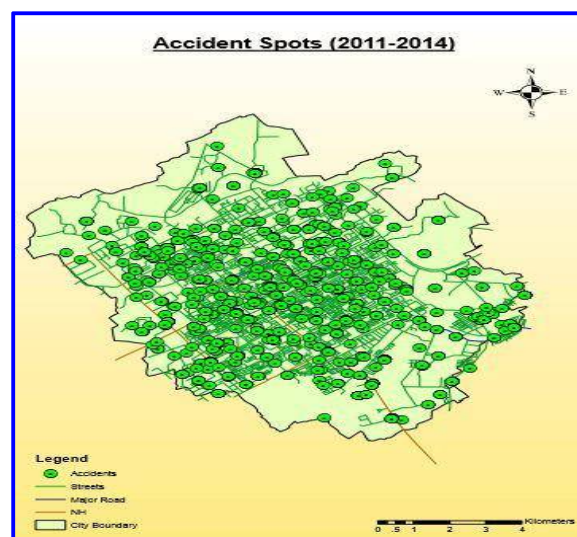 Accident Spots (2011-2014)
N
W E
S
Legend
Accidents
Streets
Major Road
NH
City Boundary
Kilometers
0 .5 1 2 3 4